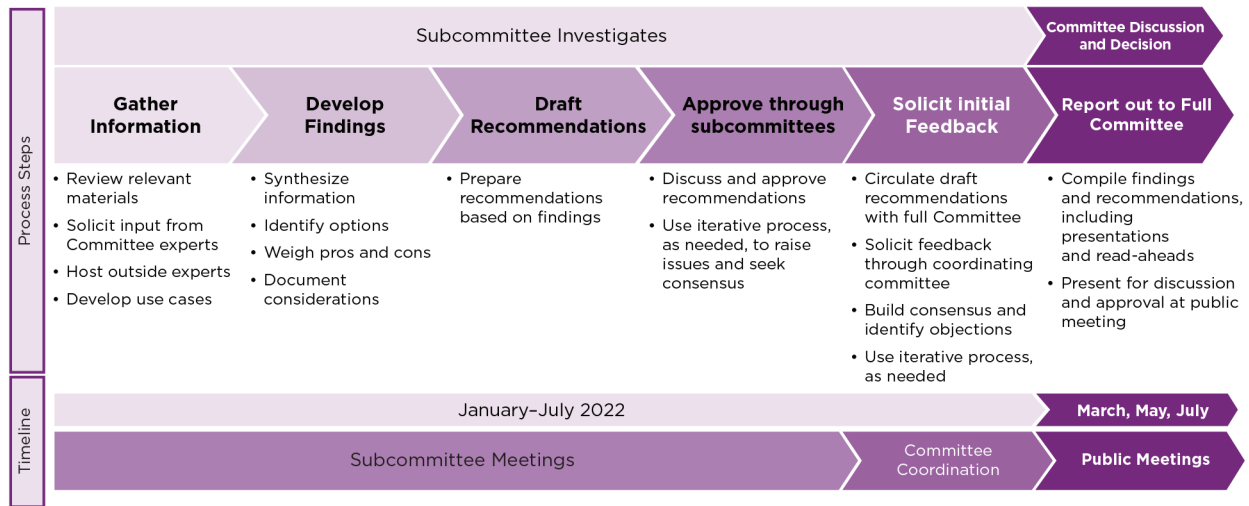 Process Steps
Subcommittee Investigates
Committee Discussion
and Decision
Gather
Information
Develop
Findings
Draft
Recommendations
Approve through
subcommittees
Solicit initial
Feedback
Report out to Full
Committee
• Review relevant
materials
• Solicit input from
Committee experts
• Host outside experts
• Develop use cases
• Synthesize
information
• Identify options
• Weigh pros and cons
• Document
considerations
• Prepare
recommendations
based on findings
• Discuss and approve
recommendations
• Use iterative process,
as needed, to raise
issues and seek
consensus
• Circulate draft
recommendations
with full Committee
• Solicit feedback
through coordinating
committee
• Build consensus and
identify objections
• Use iterative process,
as needed
• Compile findings
and recommendations,
including
presentations
and read-aheads
• Present for discussion
and approval at public
meeting
Timeline
January–July 2022
March, May, July
Subcommittee Meetings
Committee
Coordination
Public Meetings